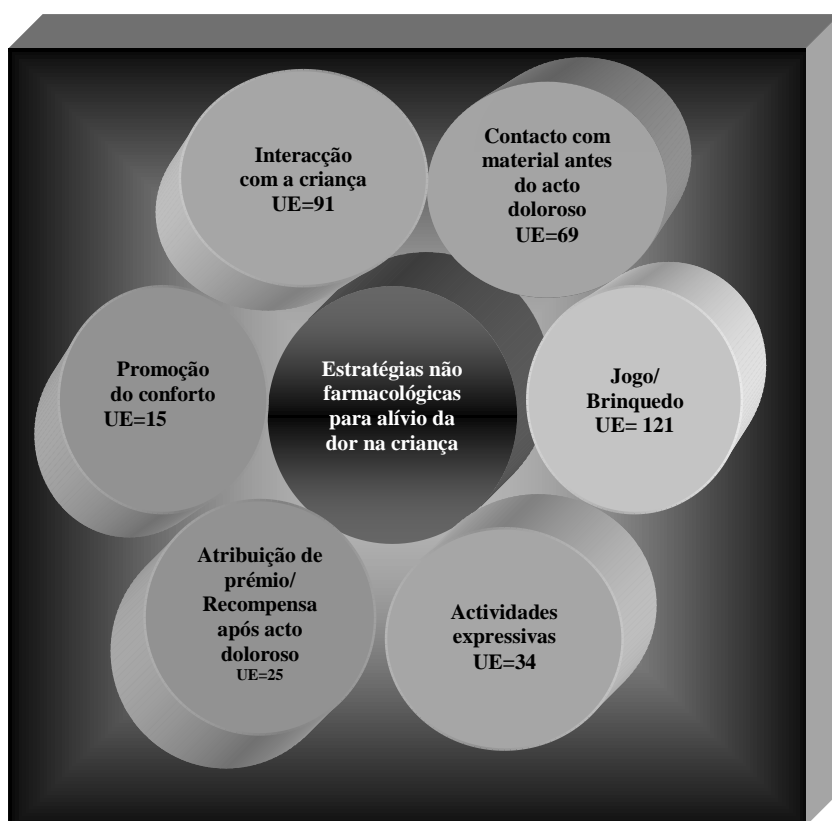 Interacção
com a criança
UE=91
Contacto com
material antes
do acto
doloroso
UE=69
Promoção
do conforto
UE=15
Estratégias não
farmacológicas
para alívio da
dor na criança
Jogo/
Brinquedo
UE= 121
Atribuição de
prémio/
Recompensa
após acto
doloroso
UE=25
Actividades
expressivas
UE=34